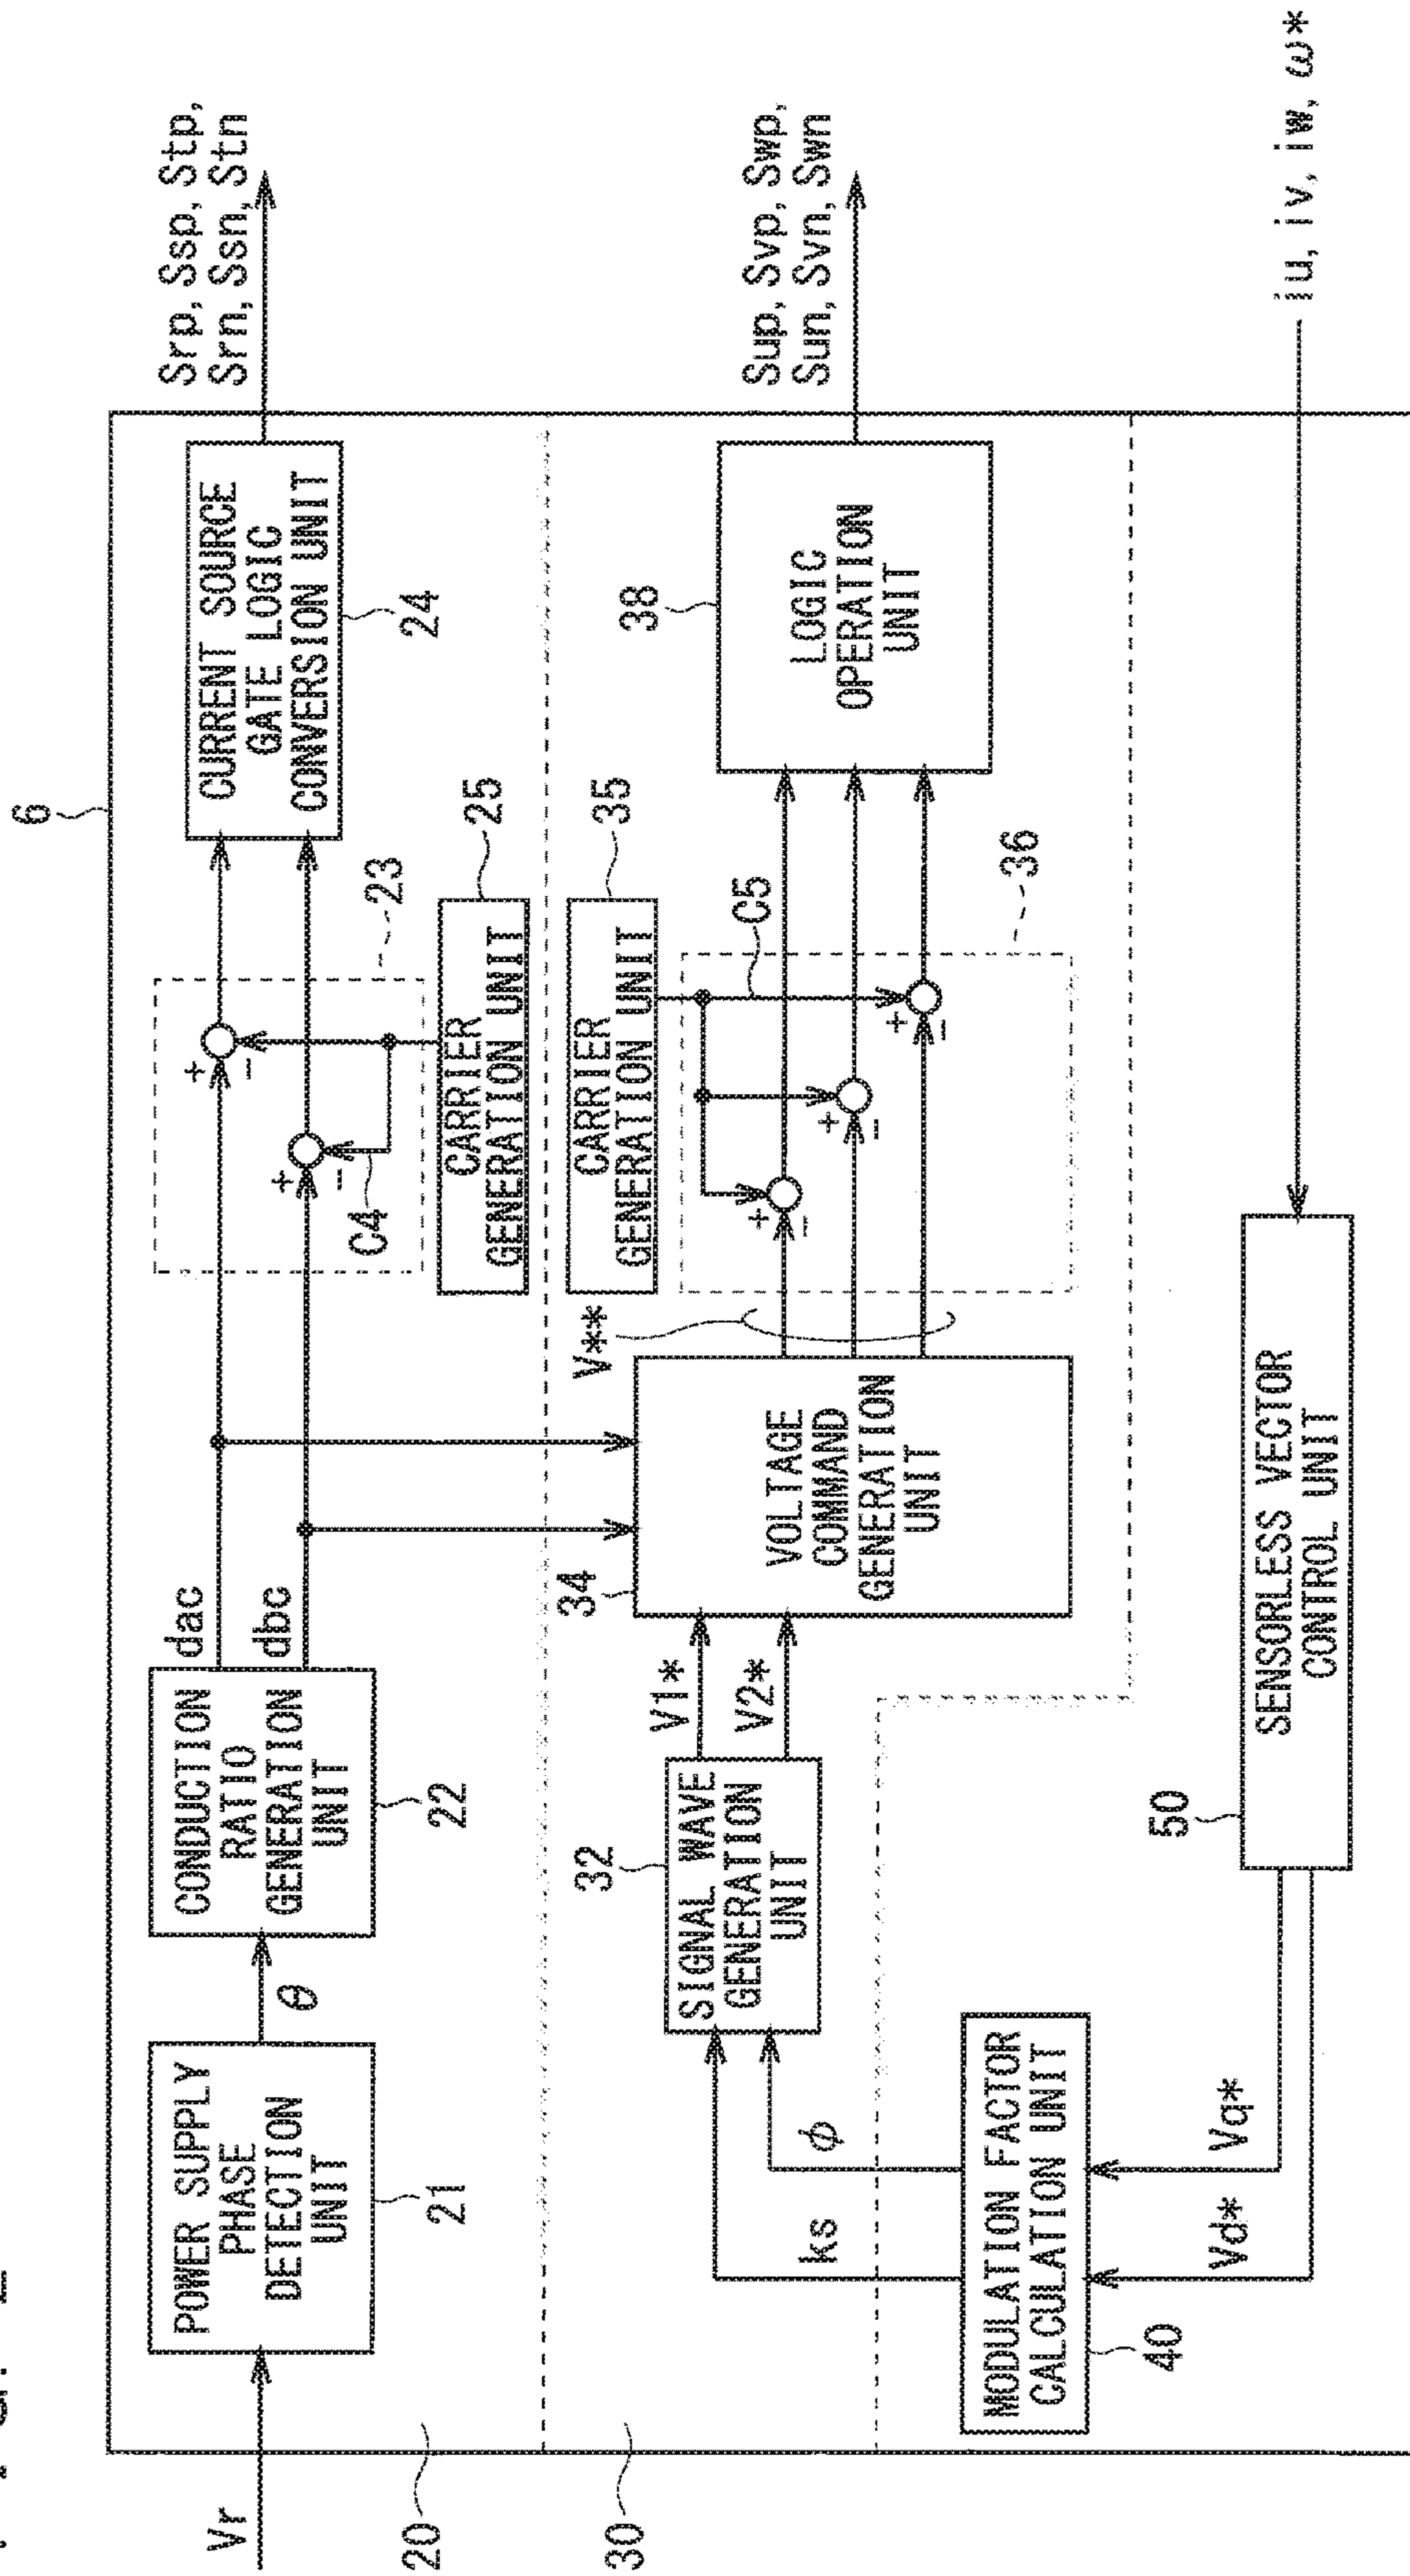 6
Vr
POWER SUPPLY
PHASE
DETECTION
UNIT
21
θ
CONDUCTION
RATIO
GENERATION
UNIT
22
dac
dbc
+
−
+
−
C4
23
CARRIER
GENERATION UNIT
25
CURRENT SOURCE
GATE LOGIC
CONVERSION UNIT
24
Srp, Ssp, Stp,
Srn, Ssn, Stn
20
30
ks
φ
32
SIGNAL WAVE
GENERATION
UNIT
V1*
V2*
34
VOLTAGE
COMMAND
GENERATION
UNIT
V**
CARRIER
GENERATION UNIT
35
C5
+
−
+
−
+
−
36
38
LOGIC
OPERATION
UNIT
Sup, Svp, Swp,
Sun, Svn, Swn
MODULATION FACTOR
CALCULATION UNIT
40
Vd*
Vq*
50
SENSORLESS VECTOR
CONTROL UNIT
iu, iv, iw, ω*